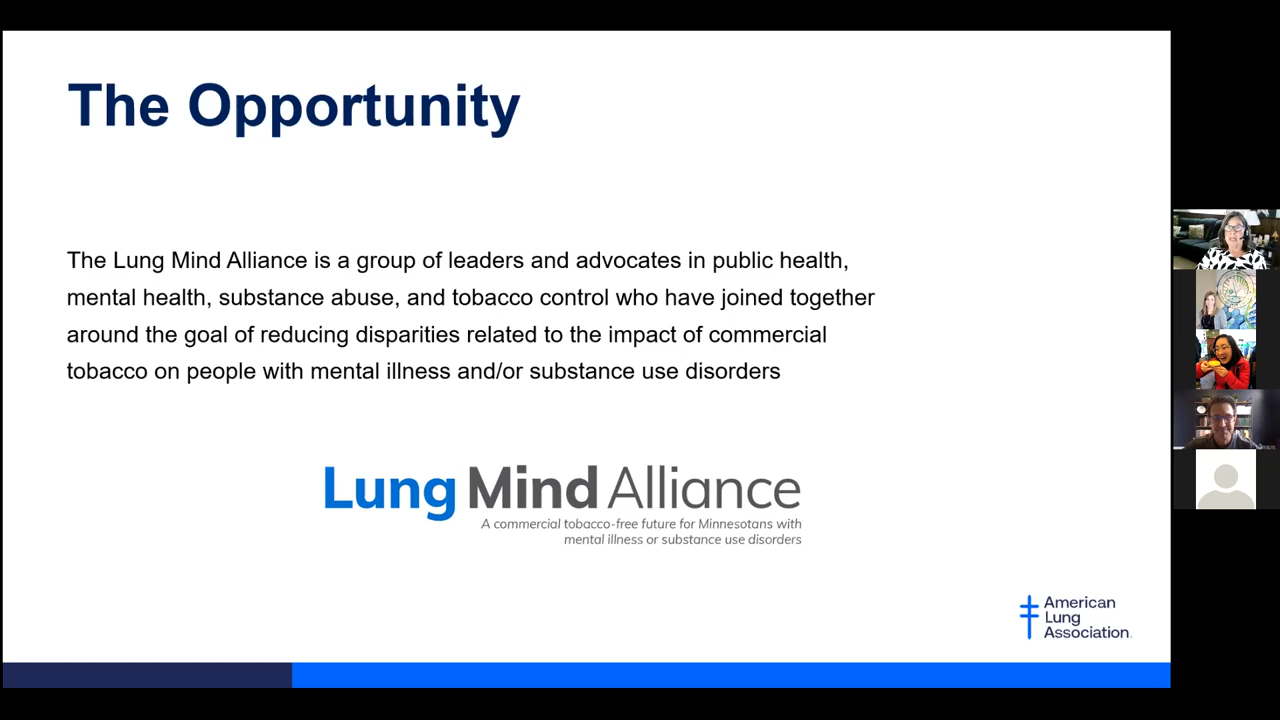 The Opportunity
The Lung Mind Alliance is a group of leaders and advocates in public health,
mental health, substance abuse, and tobacco control who have joined together
around the goal of reducing disparities related to the impact of commercial
tobacco on people with mental illness and/or substance use disorders
Lung Mind Alliance
A commercial tobacco-free future for Minnesotans with
mental illness or substance use disorders
American
Lung
Association.